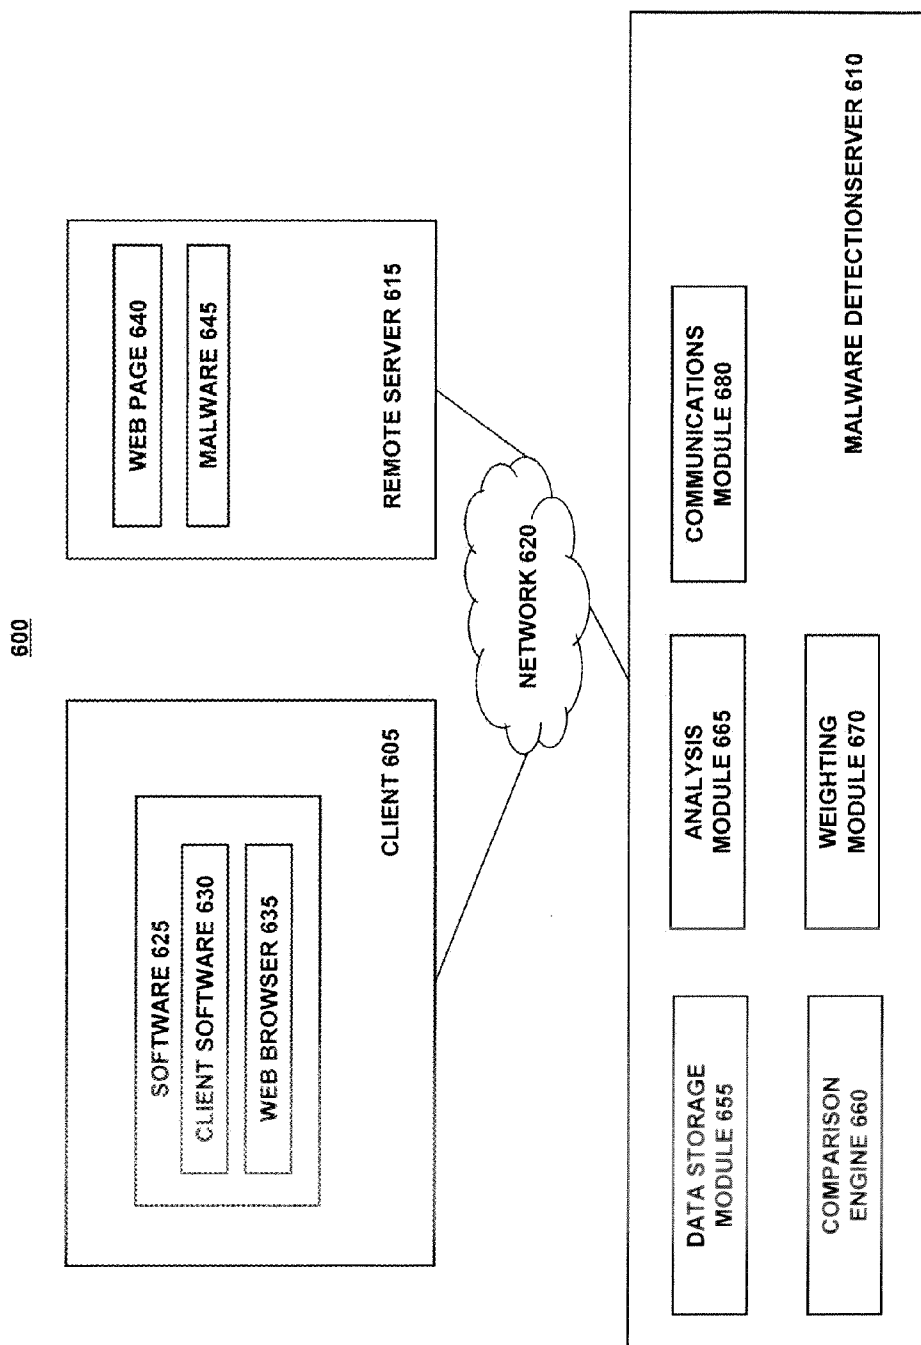 600
SOFTWARE 625
CLIENT SOFTWARE 630
WEB BROWSER 635
CLIENT 605
WEB PAGE 640
MALWARE 645
REMOTE SERVER 615
NETWORK 620
DATA STORAGE
MODULE 655
ANALYSIS
MODULE 665
COMMUNICATIONS
MODULE 680
COMPARISON
ENGINE 660
WEIGHTING
MODULE 670
MALWARE DETECTIONSERVER 610